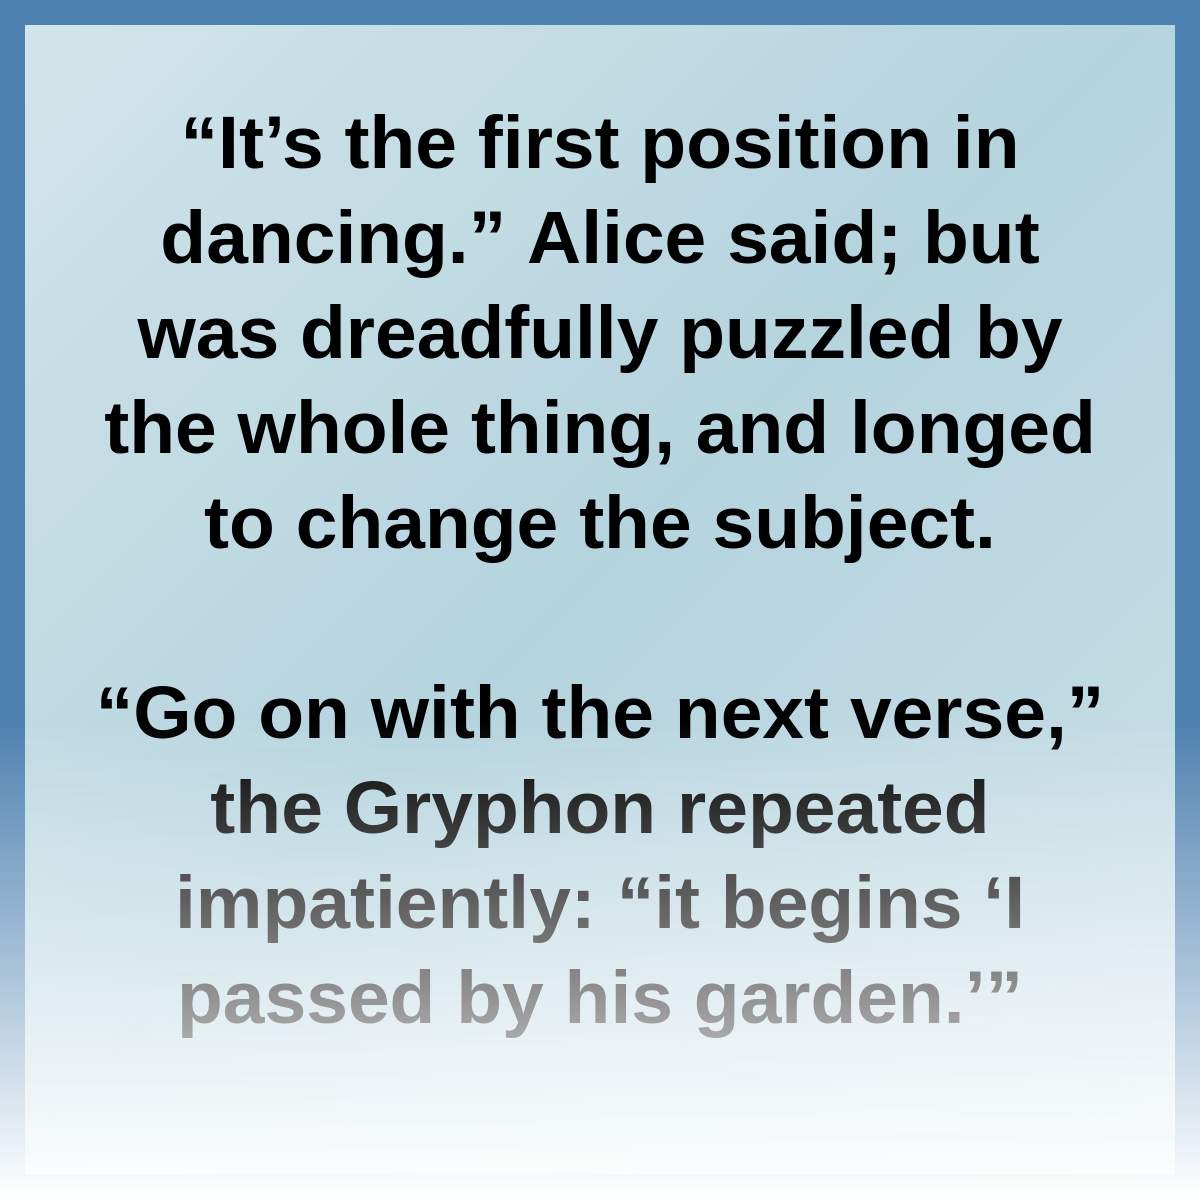 “It’s the first position in
dancing.” Alice said; but
was dreadfully puzzled by
the whole thing, and longed
to change the subject.
“Go on with the next verse,”
the Gryphon repeated
impatiently: “it begins ‘I
passed by his garden.’”